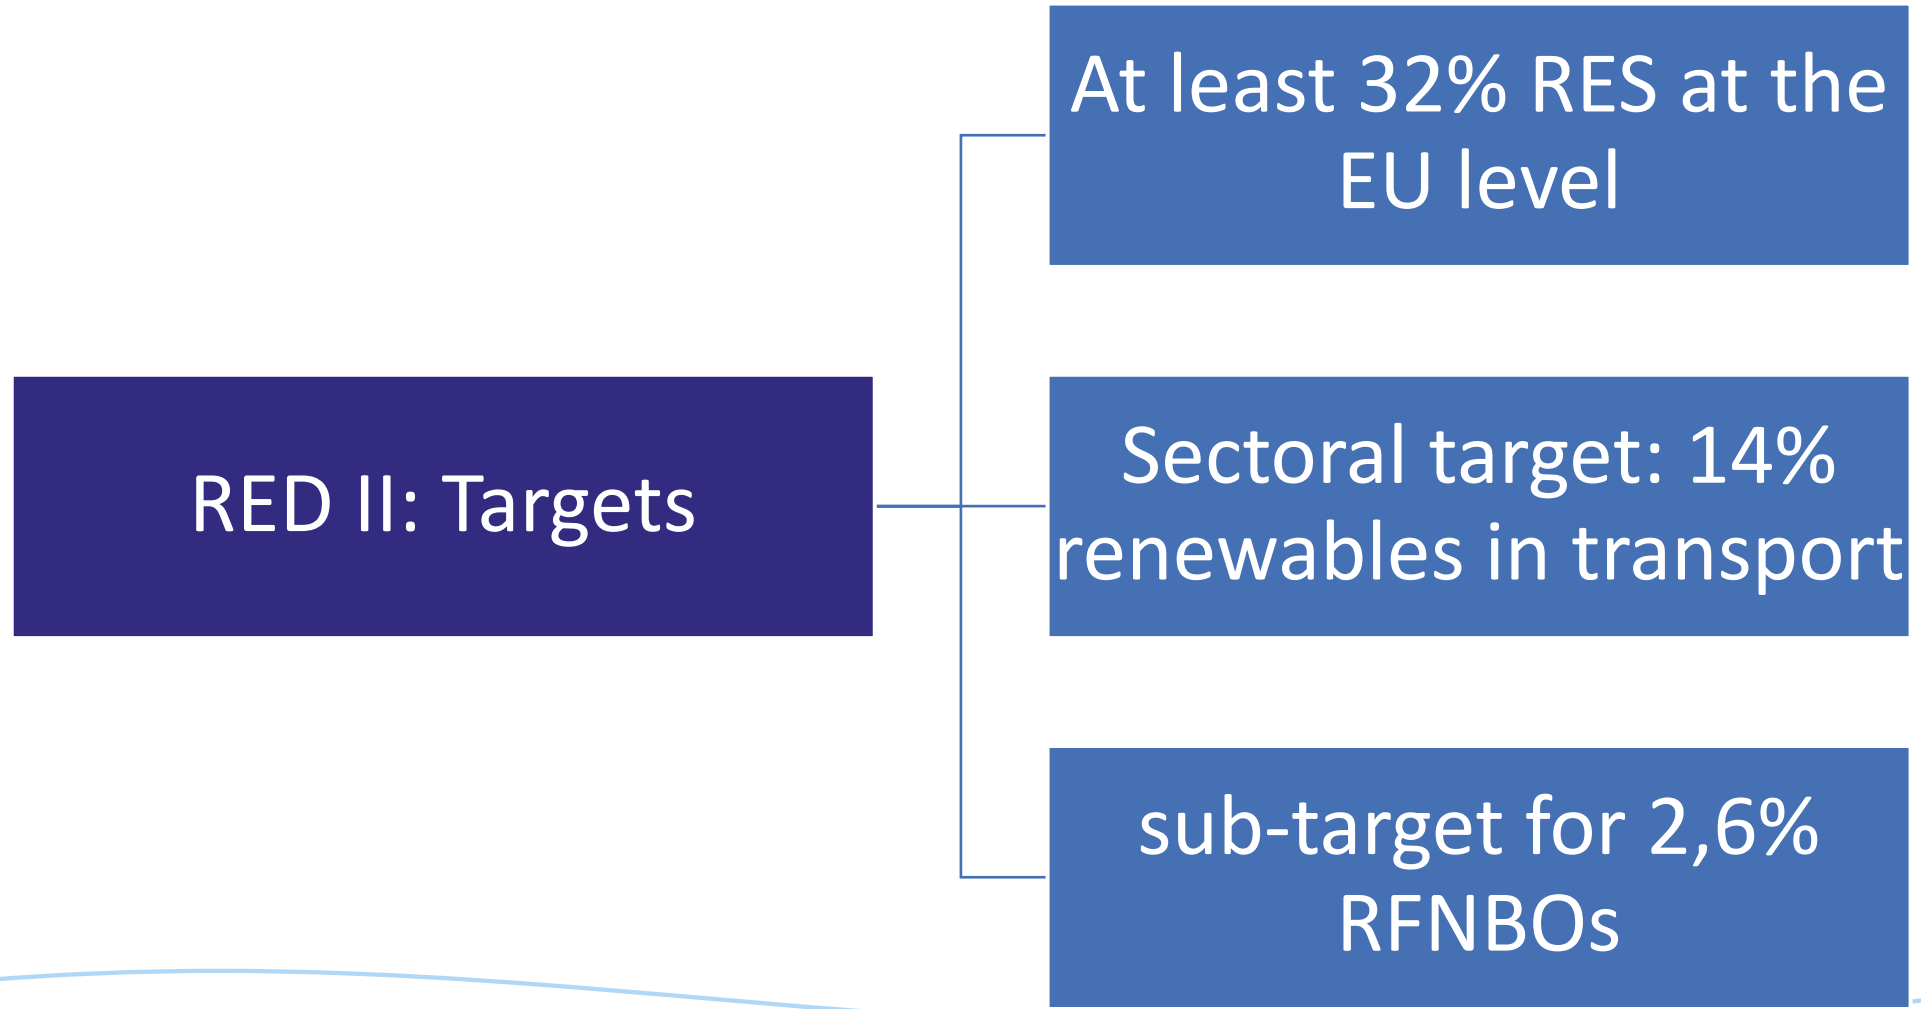 RED II: Targets
At least 32% RES at the
EU level
Sectoral target: 14%
renewables in transport
sub-target for 2,6%
RFNBOs